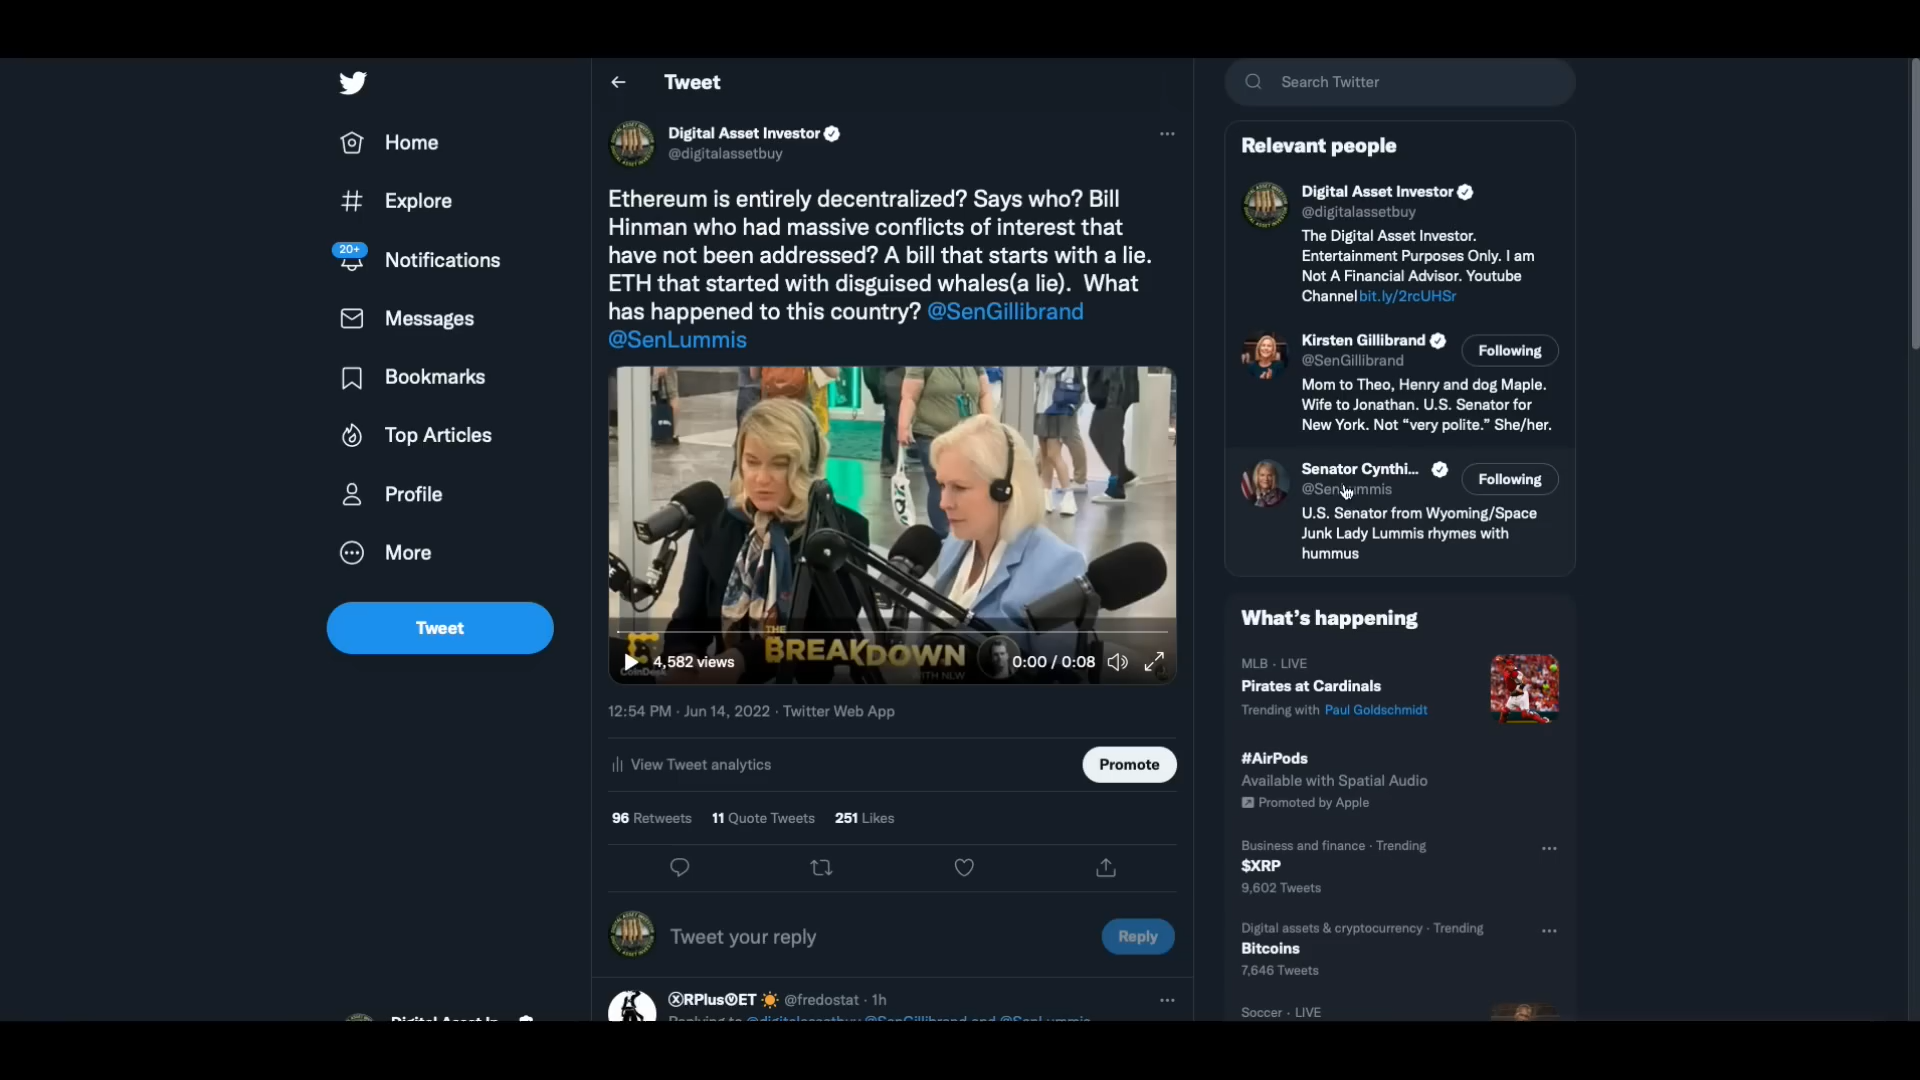 Home
Explore
20+
Notifications
Messages
Bookmarks
Top Articles
Profile
More
Tweet
Tweet
Digital Asset Investor
@digitalassetbuy
Ethereum is entirely decentralized? Says who? Bill
Hinman who had massive conflicts of interest that
have not been addressed? A bill that starts with a lie.
ETH that started with disguised whales(a lie).  What
has happened to this country? @SenGillibrand
@SenLummis
THE
BREAKDOWN
WITH NLW
CoinDesk
4,582 views
0:00 / 0:08
12:54 PM · Jun 14, 2022 · Twitter Web App
View Tweet analytics
Promote
96 Retweets 11 Quote Tweets 251 Likes
Tweet your reply
Reply
ⓧRPlusⓋET @fredostat · 1h
Replying to @digitalassetbuy @SenGillibrand and @SenLummis
Search Twitter
Relevant people
Digital Asset Investor
@digitalassetbuy
The Digital Asset Investor.
Entertainment Purposes Only. I am
Not A Financial Advisor. Youtube
Channel bit.ly/2rcUHSr
Kirsten Gillibrand
@SenGillibrand
Following
Mom to Theo, Henry and dog Maple.
Wife to Jonathan. U.S. Senator for
New York. Not “very polite.” She/her.
Senator Cynthi...
@SenLummis
Following
U.S. Senator from Wyoming/Space
Junk Lady Lummis rhymes with
hummus
What’s happening
MLB · LIVE
Pirates at Cardinals
Trending with Paul Goldschmidt
#AirPods
Available with Spatial Audio
Promoted by Apple
Business and finance · Trending
$XRP
9,602 Tweets
Digital assets & cryptocurrency · Trending
Bitcoins
7,646 Tweets
Soccer · LIVE